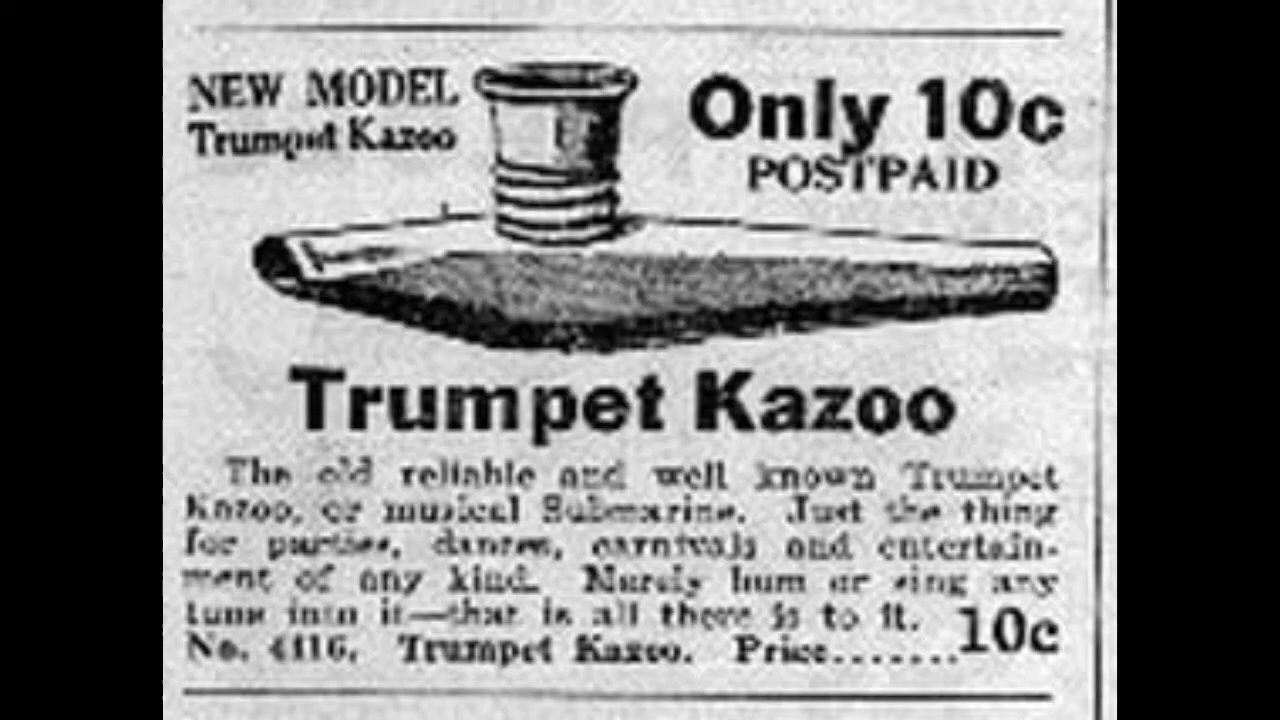 NEW MODEL
Trumpet Kazoo
Only 10c
POSTPAID
Trumpet Kazoo
The old reliable and well known Trumpet
Kazoo, or musical Submarine. Just the thing
for parties, dances, carnivals and entertain-
ment of any kind. Merely hum or sing any
tune into it—that is all there is to it.
No. 4116. Trumpet Kazoo. Price.......10c